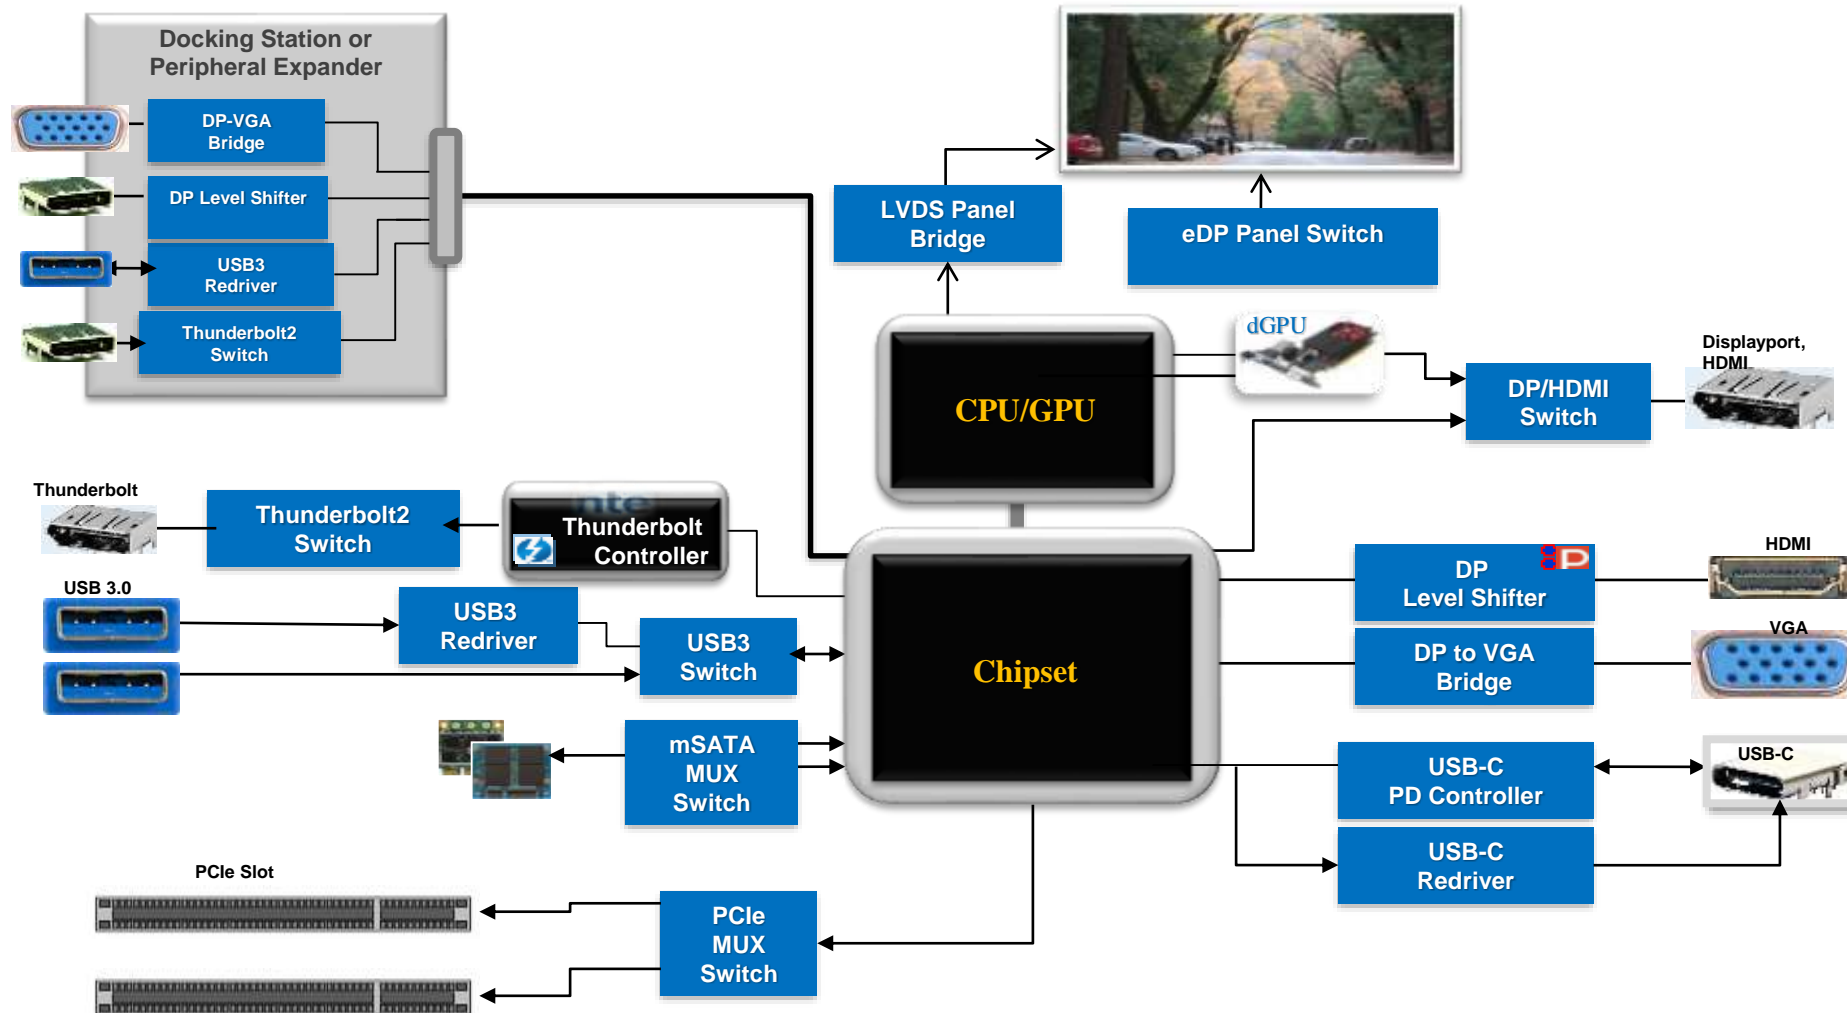 Docking Station or
Peripheral Expander
DP-VGA
Bridge
DP Level Shifter
USB3
Redriver
Thunderbolt2
Switch
LVDS Panel
Bridge
eDP Panel Switch
dGPU
CPU/GPU
Displayport,
HDMI
DP/HDMI
Switch
Thunderbolt
Thunderbolt2
Switch
nte
Thunderbolt
Controller
USB 3.0
USB3
Redriver
USB3
Switch
Chipset
DP
Level Shifter
P
HDMI
DP to VGA
Bridge
VGA
mSATA
MUX
Switch
USB-C
PD Controller
USB-C
USB-C
Redriver
PCIe Slot
PCIe
MUX
Switch